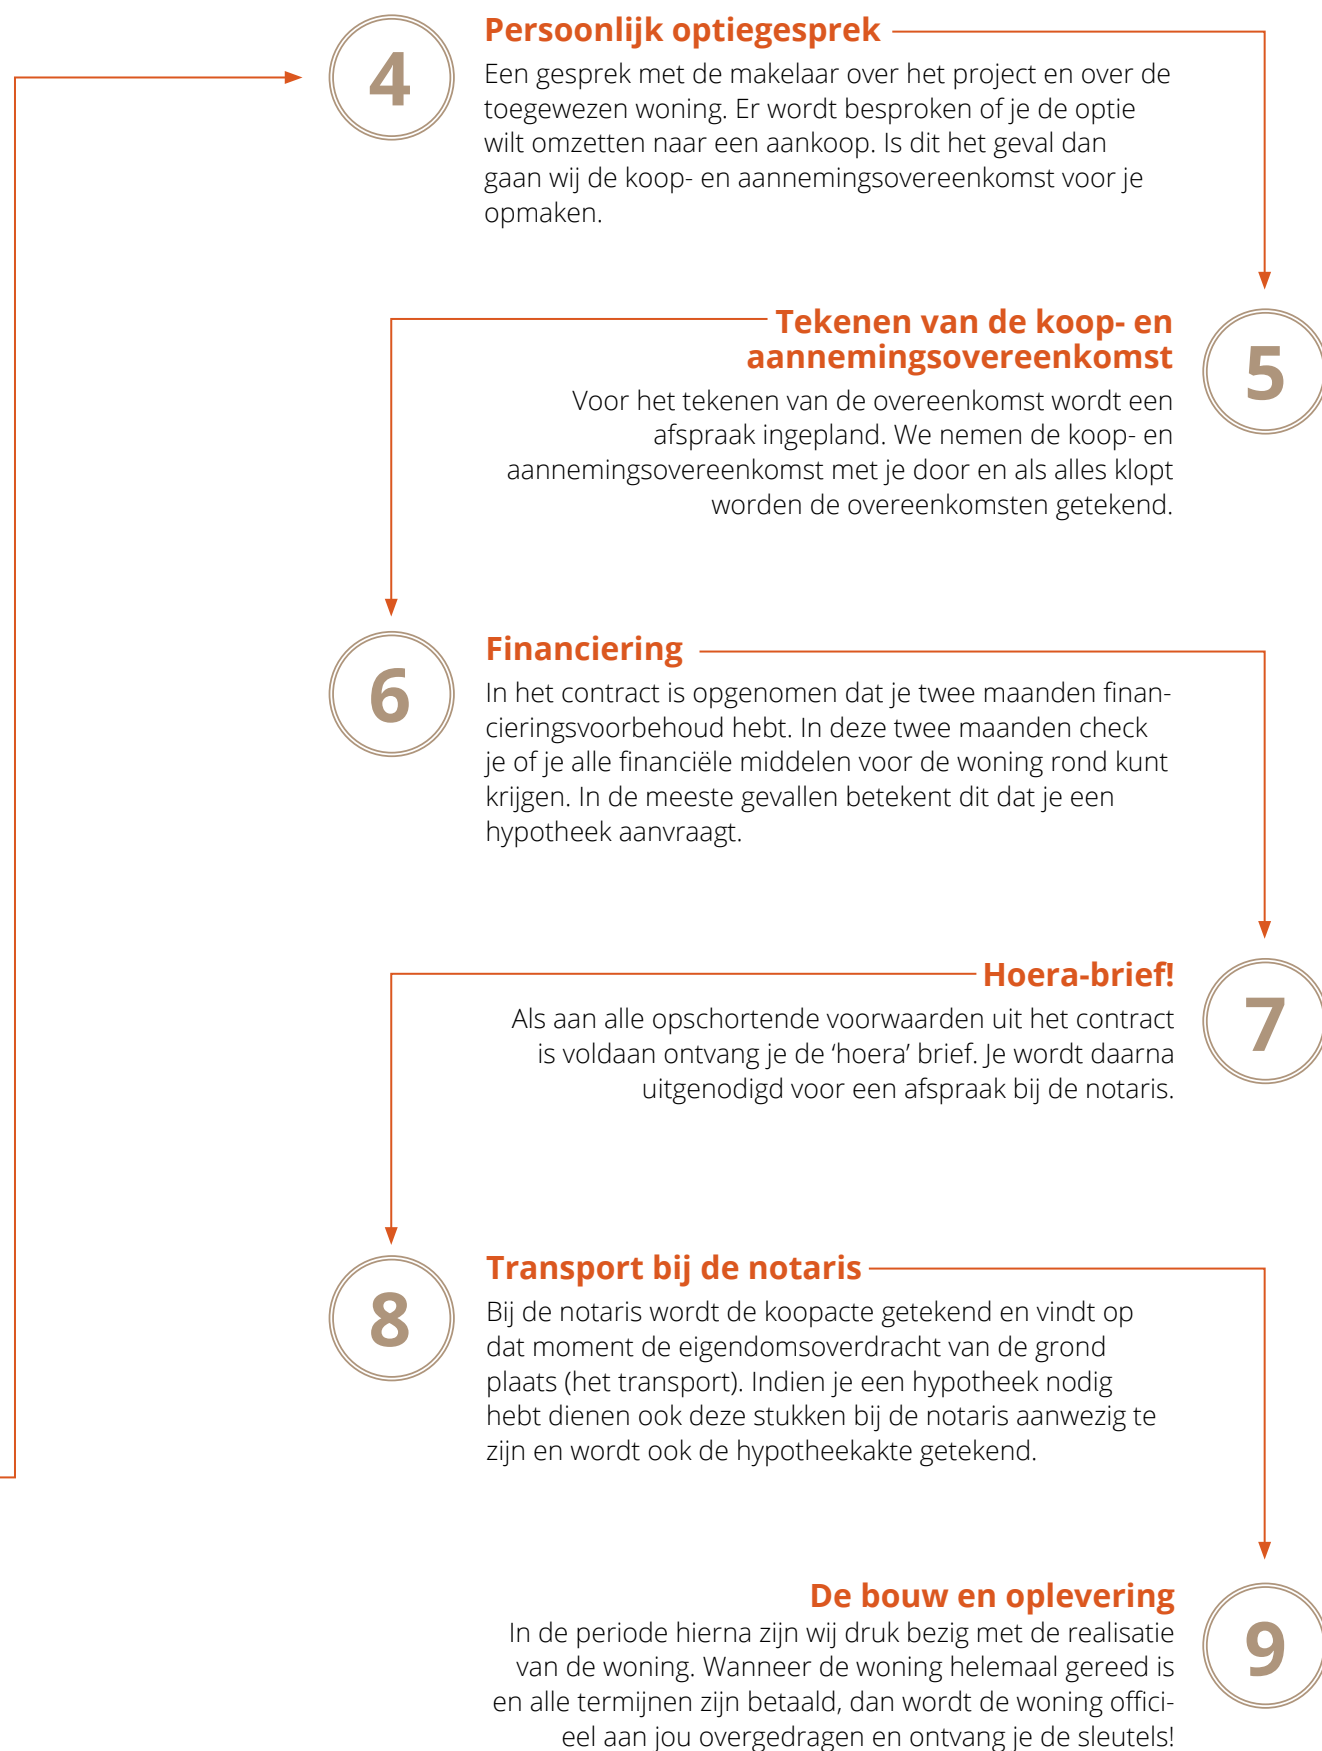 4
Persoonlijk optiegesprek
Een gesprek met de makelaar over het project en over de
toegewezen woning. Er wordt besproken of je de optie
wilt omzetten naar een aankoop. Is dit het geval dan
gaan wij de koop- en aannemingsovereenkomst voor je
opmaken.
5
Tekenen van de koop- en
aannemingsovereenkomst
Voor het tekenen van de overeenkomst wordt een
afspraak ingepland. We nemen de koop- en
aannemingsovereenkomst met je door en als alles klopt
worden de overeenkomsten getekend.
6
Financiering
In het contract is opgenomen dat je twee maanden finan-
cieringsvoorbehoud hebt. In deze twee maanden check
je of je alle financiële middelen voor de woning rond kunt
krijgen. In de meeste gevallen betekent dit dat je een
hypotheek aanvraagt.
7
Hoera-brief!
Als aan alle opschortende voorwaarden uit het contract
is voldaan ontvang je de ‘hoera’ brief. Je wordt daarna
uitgenodigd voor een afspraak bij de notaris.
8
Transport bij de notaris
Bij de notaris wordt de koopacte getekend en vindt op
dat moment de eigendomsoverdracht van de grond
plaats (het transport). Indien je een hypotheek nodig
hebt dienen ook deze stukken bij de notaris aanwezig te
zijn en wordt ook de hypotheekakte getekend.
9
De bouw en oplevering
In de periode hierna zijn wij druk bezig met de realisatie
van de woning. Wanneer de woning helemaal gereed is
en alle termijnen zijn betaald, dan wordt de woning offici-
eel aan jou overgedragen en ontvang je de sleutels!